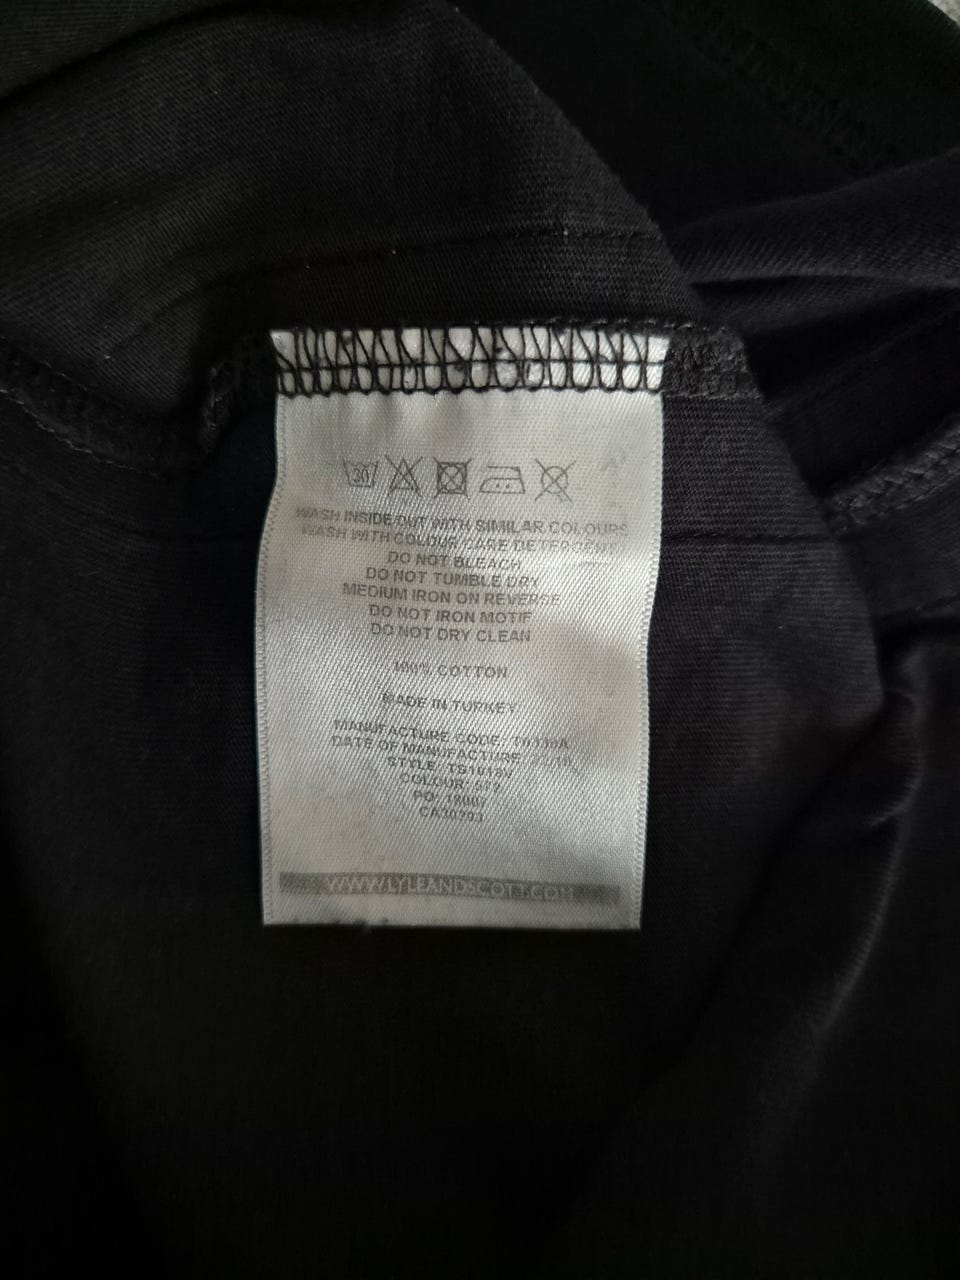 30
WASH INSIDE OUT WITH SIMILAR COLOURS
WASH WITH COLOUR CARE DETERGENT
DO NOT BLEACH
DO NOT TUMBLE DRY
MEDIUM IRON ON REVERSE
DO NOT IRON MOTIF
DO NOT DRY CLEAN
100% COTTON
MADE IN TURKEY
MANUFACTURE CODE:
DATE OF MANUFACTURE
STYLE:
COLOUR:
PO:
WWW.LYLEANDSCOTT.COM